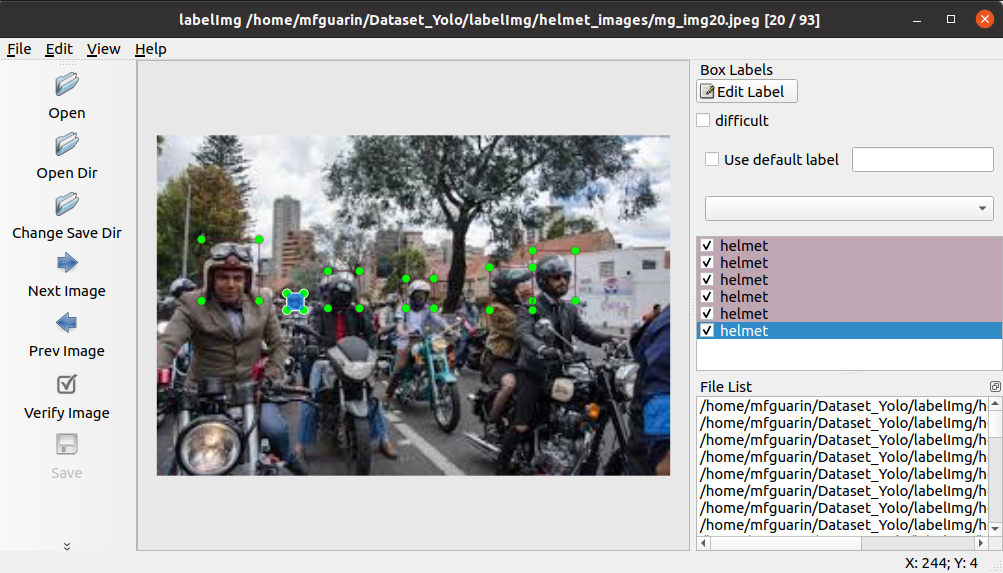 labelImg /home/mfguarin/Dataset_Yolo/labelImg/helmet_images/mg_img20.jpeg [20 / 93]
File Edit View Help
Open
Open Dir
Change Save Dir
Next Image
Prev Image
Verify Image
Save
Box Labels
Edit Label
difficult
Use default label
helmet
helmet
helmet
helmet
helmet
helmet
File List
/home/mfguarin/Dataset_Yolo/labelImg/h
/home/mfguarin/Dataset_Yolo/labelImg/h
/home/mfguarin/Dataset_Yolo/labelImg/h
/home/mfguarin/Dataset_Yolo/labelImg/h
/home/mfguarin/Dataset_Yolo/labelImg/h
/home/mfguarin/Dataset_Yolo/labelImg/h
/home/mfguarin/Dataset_Yolo/labelImg/h
/home/mfguarin/Dataset_Yolo/labelImg/h
X: 244; Y: 4